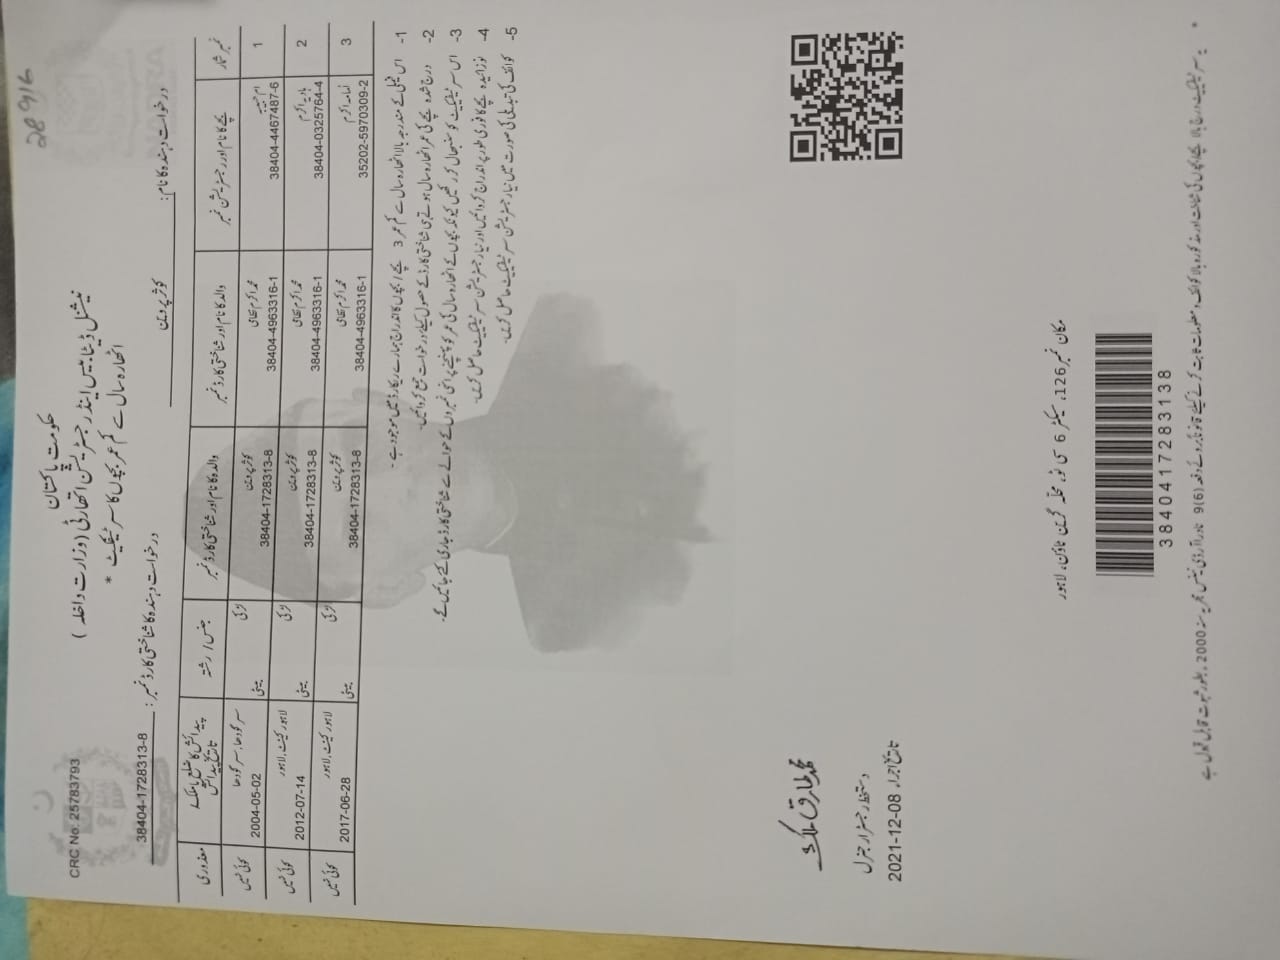 28916
حکومت پاکستان
CRC No: 25783793
نیشنل ڈیٹا بیس اینڈ رجسٹریشن اتھارٹی (وزارت داخلہ)
اٹھارہ سال سے کم عمر بچوں کا سرٹیفکیٹ *
درخواست دہندہ کا نام: کوثر پروین درخواست دہندہ کا شناختی کارڈ نمبر: 38404-1728313-8
نمبر شمار بچے کا نام اور رجسٹریشن نمبر والد کا نام اور شناختی کارڈ نمبر والدہ کا نام اور شناختی کارڈ نمبر جنس / رشتہ پیدائش کا ضلع یا ملک، تاریخ پیدائش معذوری
1 ام حبیبہ محمد اکرم نظامی کوثر پروین لڑکی سرگودھا، سرگودھا کوئی نہیں
38404-4467487-6 38404-4963316-1 38404-1728313-8 بیٹی 2004-05-02
2 ہادیہ اکرم محمد اکرم نظامی کوثر پروین لڑکی لاہور کینٹ، لاہور کوئی نہیں
38404-0325764-4 38404-4963316-1 38404-1728313-8 بیٹی 2012-07-14
3 امامہ اکرم محمد اکرم نظامی کوثر پروین لڑکی لاہور کینٹ، لاہور کوئی نہیں
35202-5970309-2 38404-4963316-1 38404-1728313-8 بیٹی 2017-06-28
1- اس فیملی کے مندرجہ بالا اٹھارہ سال سے کم عمر 3 بچے / بچوں کا اندراج ہمارے ریکارڈ میں موجود ہے۔
2- درج شدہ بچے کی عمر اٹھارہ سال ہوتے ہی شناختی کارڈ کے حصول کیلئے درخواست جمع کروائیں۔
3- اس سرٹیفکیٹ کو سنبھال کر رکھیں کیونکہ بچوں کے اٹھارہ سال کی عمر کو پہنچنے پر انہی نمبروں کے حوالے سے شناختی کارڈ جاری کئے جائیں گے۔
4- نوزائیدہ بچے کا فوری طور پر اندراج کروائیں اور نیا رجسٹریشن سرٹیفکیٹ حاصل کریں۔
5- کوائف کی تبدیلی کی صورت میں نیا رجسٹریشن سرٹیفکیٹ حاصل کریں۔
محمد طارق ملک
دستخط رجسٹرار جنرل
تاریخ اجراء 2021-12-08
مکان نمبر 126، سیکٹر 6 سی ٹو، محلّہ گرین ٹاؤن، لاہور
3840417283138
* یہ سرٹیفکیٹ درج بالا بچے/بچوں کی شناخت اور مذکورہ بالا کوائف و معلومات ثابت کرنے کیلئے قانوناً بروئے دفعہ (6)9 نادرا آرڈی نینس مجریہ سنہ 2000، بطور ثبوت قابل قبول ہے